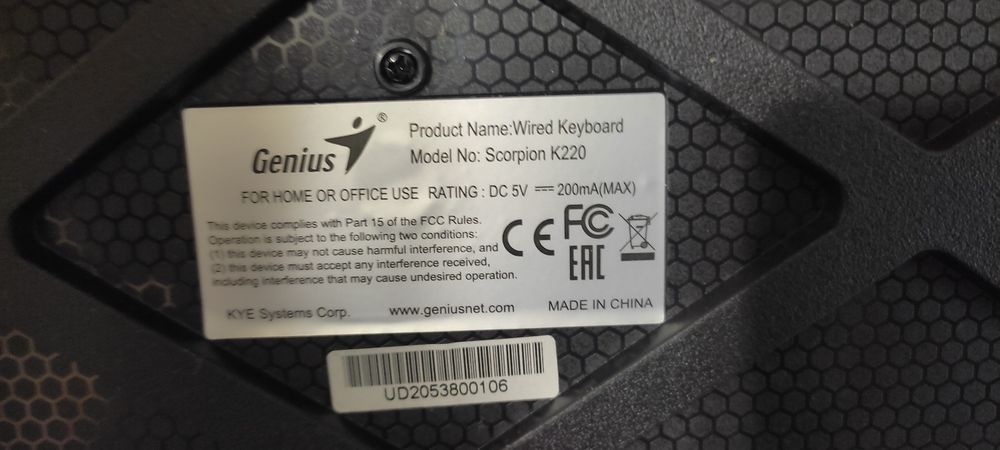 Genius®
Product Name:Wired Keyboard
Model No: Scorpion K220
FOR HOME OR OFFICE USE RATING : DC 5V ⎓ 200mA(MAX)
This device complies with Part 15 of the FCC Rules.
Operation is subject to the following two conditions:
(1) this device may not cause harmful interference, and
(2) this device must accept any interference received,
including interference that may cause undesired operation.
CE FC EAC
KYE Systems Corp. www.geniusnet.com MADE IN CHINA
UD2053800106